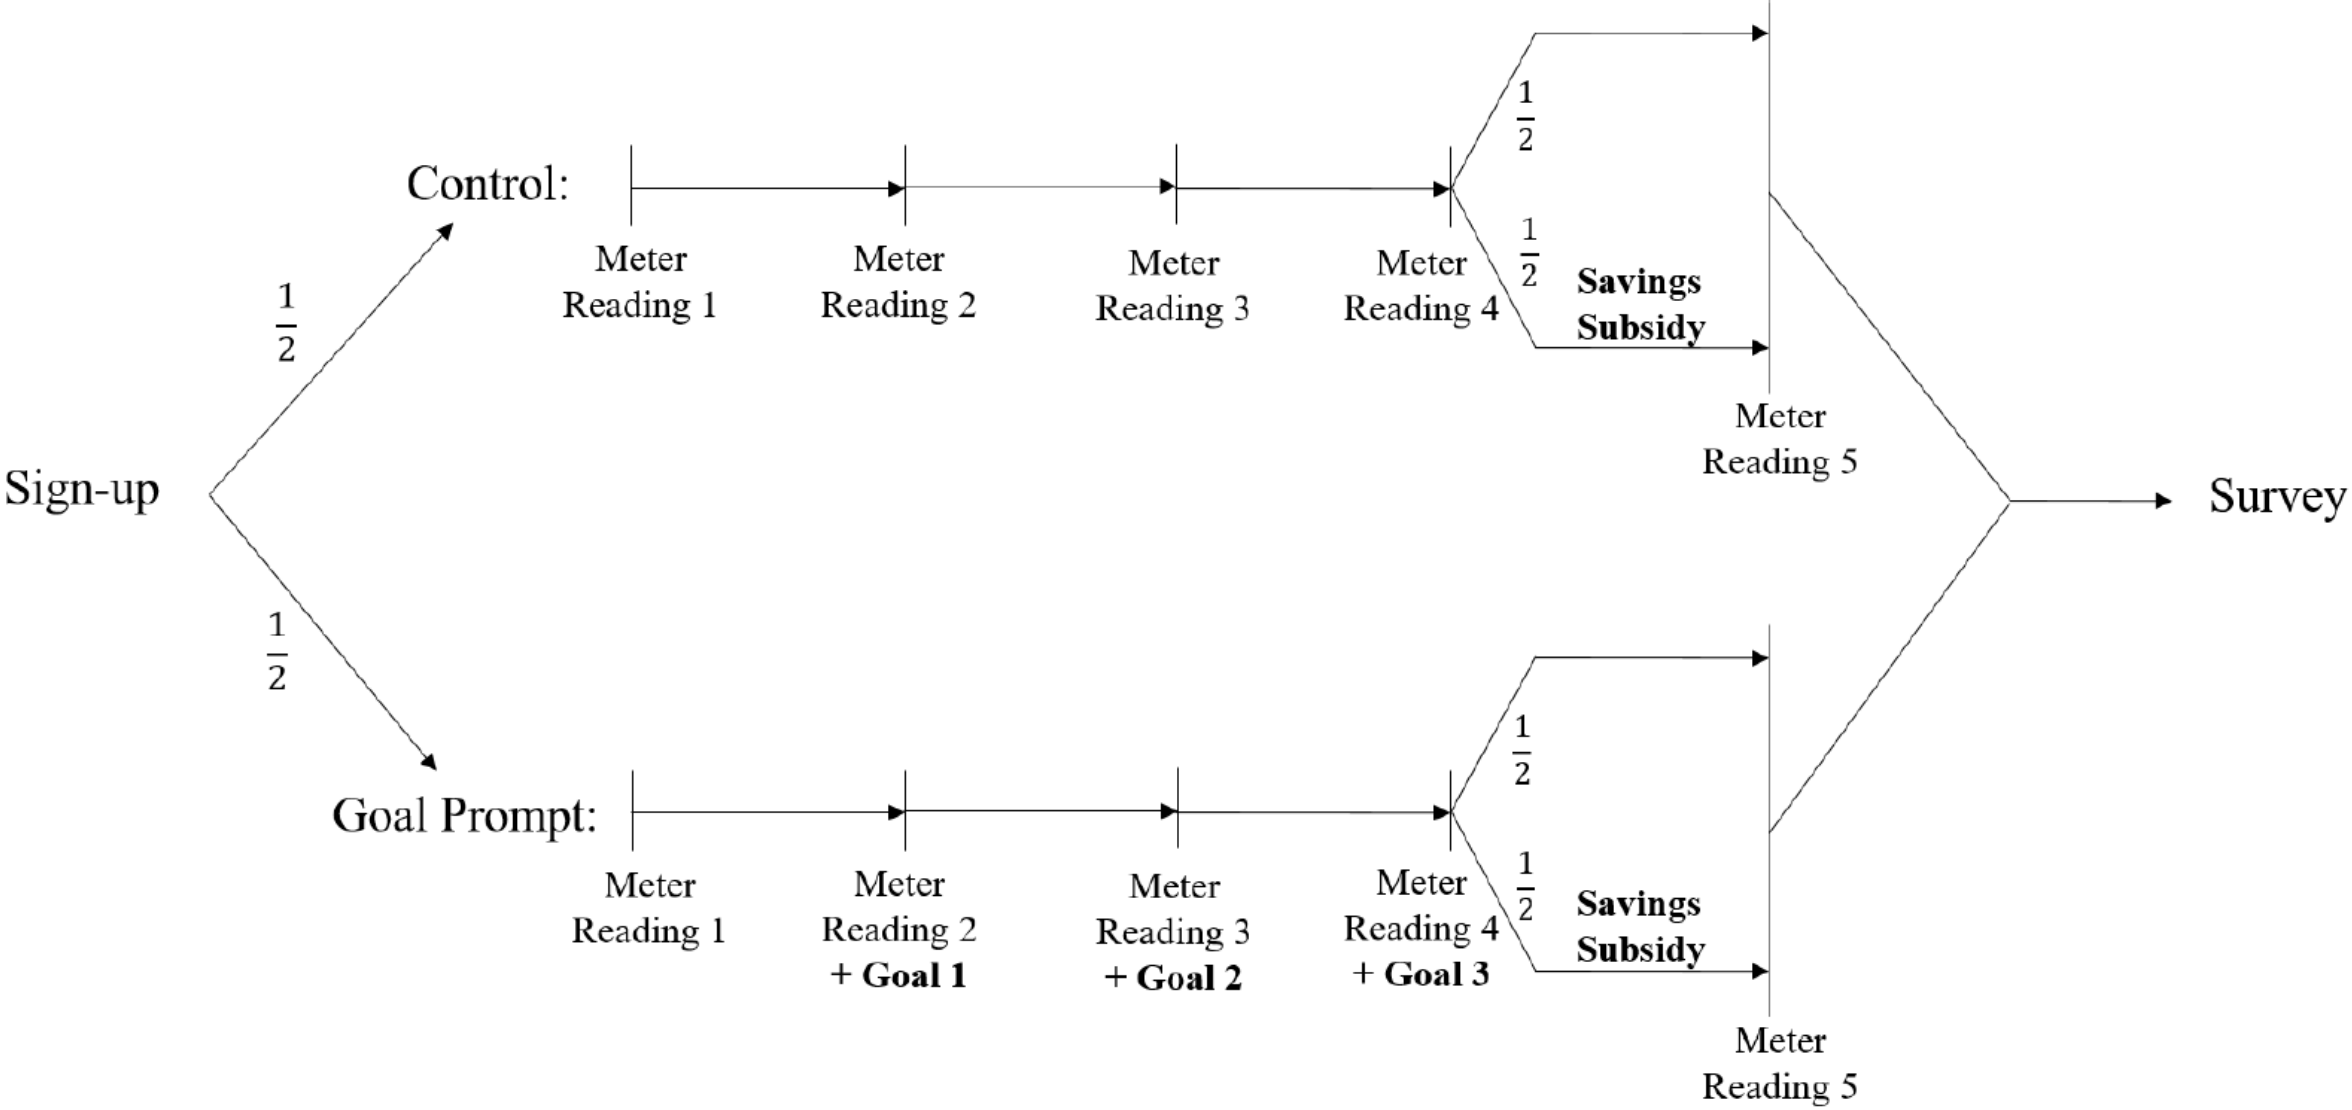 1
2
Control:
Meter
Reading 1
Meter
Reading 2
Meter
Reading 3
Meter
Reading 4
1
2
1
2
Savings
Subsidy
Meter
Reading 5
Sign-up
1
2
Goal Prompt:
Meter
Reading 1
Meter
Reading 2
+ Goal 1
Meter
Reading 3
+ Goal 2
Meter
Reading 4
+ Goal 3
1
2
1
2
Savings
Subsidy
Meter
Reading 5
Survey